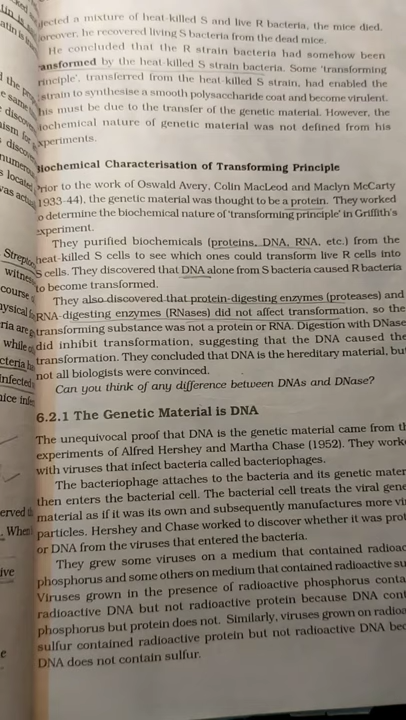 injected a mixture of heat-killed S and live R bacteria, the mice died.
Moreover, he recovered living S bacteria from the dead mice.
He concluded that the R strain bacteria had somehow been
transformed by the heat-killed S strain bacteria. Some 'transforming
principle', transferred from the heat-killed S strain, had enabled the
strain to synthesise a smooth polysaccharide coat and become virulent.
This must be due to the transfer of the genetic material. However, the
biochemical nature of genetic material was not defined from his
experiments.
Biochemical Characterisation of Transforming Principle
Prior to the work of Oswald Avery, Colin MacLeod and Maclyn McCarty
(1933-44), the genetic material was thought to be a protein. They worked
to determine the biochemical nature of 'transforming principle' in Griffith's
experiment.
They purified biochemicals (proteins, DNA, RNA, etc.) from the
heat-killed S cells to see which ones could transform live R cells into
S cells. They discovered that DNA alone from S bacteria caused R bacteria
to become transformed.
They also discovered that protein-digesting enzymes (proteases) and
RNA-digesting enzymes (RNases) did not affect transformation, so the
transforming substance was not a protein or RNA. Digestion with DNase
did inhibit transformation, suggesting that the DNA caused the
transformation. They concluded that DNA is the hereditary material, but
not all biologists were convinced.
Can you think of any difference between DNAs and DNase?
6.2.1 The Genetic Material is DNA
The unequivocal proof that DNA is the genetic material came from th
experiments of Alfred Hershey and Martha Chase (1952). They worke
with viruses that infect bacteria called bacteriophages.
The bacteriophage attaches to the bacteria and its genetic mater
then enters the bacterial cell. The bacterial cell treats the viral gene
material as if it was its own and subsequently manufactures more vi
particles. Hershey and Chase worked to discover whether it was prot
or DNA from the viruses that entered the bacteria.
They grew some viruses on a medium that contained radioac
phosphorus and some others on medium that contained radioactive su
Viruses grown in the presence of radioactive phosphorus conta
radioactive DNA but not radioactive protein because DNA cont
phosphorus but protein does not. Similarly, viruses grown on radioa
sulfur contained radioactive protein but not radioactive DNA bec
DNA does not contain sulfur.